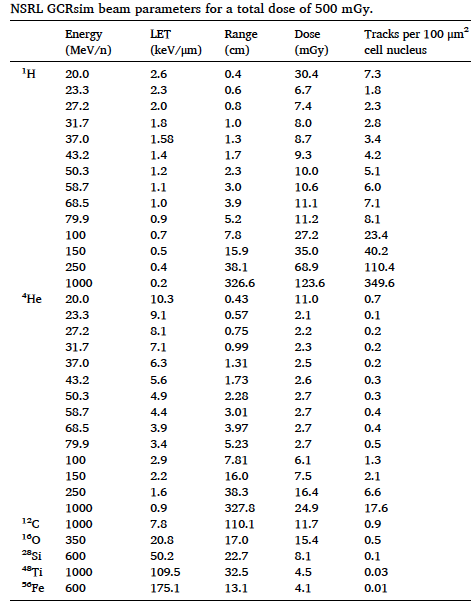 NSRL GCRsim beam parameters for a total dose of 500 mGy.
Energy LET Range Dose Tracks per 100 μm²
(MeV/n) (keV/μm) (cm) (mGy) cell nucleus
¹H 20.0 2.6 0.4 30.4 7.3
23.3 2.3 0.6 6.7 1.8
27.2 2.0 0.8 7.4 2.3
31.7 1.8 1.0 8.0 2.8
37.0 1.58 1.3 8.7 3.4
43.2 1.4 1.7 9.3 4.2
50.3 1.2 2.3 10.0 5.1
58.7 1.1 3.0 10.6 6.0
68.5 1.0 3.9 11.1 7.1
79.9 0.9 5.2 11.2 8.1
100 0.7 7.8 27.2 23.4
150 0.5 15.9 35.0 40.2
250 0.4 38.1 68.9 110.4
1000 0.2 326.6 123.6 349.6
⁴He 20.0 10.3 0.43 11.0 0.7
23.3 9.1 0.57 2.1 0.1
27.2 8.1 0.75 2.2 0.2
31.7 7.1 0.99 2.3 0.2
37.0 6.3 1.31 2.5 0.2
43.2 5.6 1.73 2.6 0.3
50.3 4.9 2.28 2.7 0.3
58.7 4.4 3.01 2.7 0.4
68.5 3.9 3.97 2.7 0.4
79.9 3.4 5.23 2.7 0.5
100 2.9 7.81 6.1 1.3
150 2.2 16.0 7.5 2.1
250 1.6 38.3 16.4 6.6
1000 0.9 327.8 24.9 17.6
¹²C 1000 7.8 110.1 11.7 0.9
¹⁶O 350 20.8 17.0 15.4 0.5
²⁸Si 600 50.2 22.7 8.1 0.1
⁴⁸Ti 1000 109.5 32.5 4.5 0.03
⁵⁶Fe 600 175.1 13.1 4.1 0.01